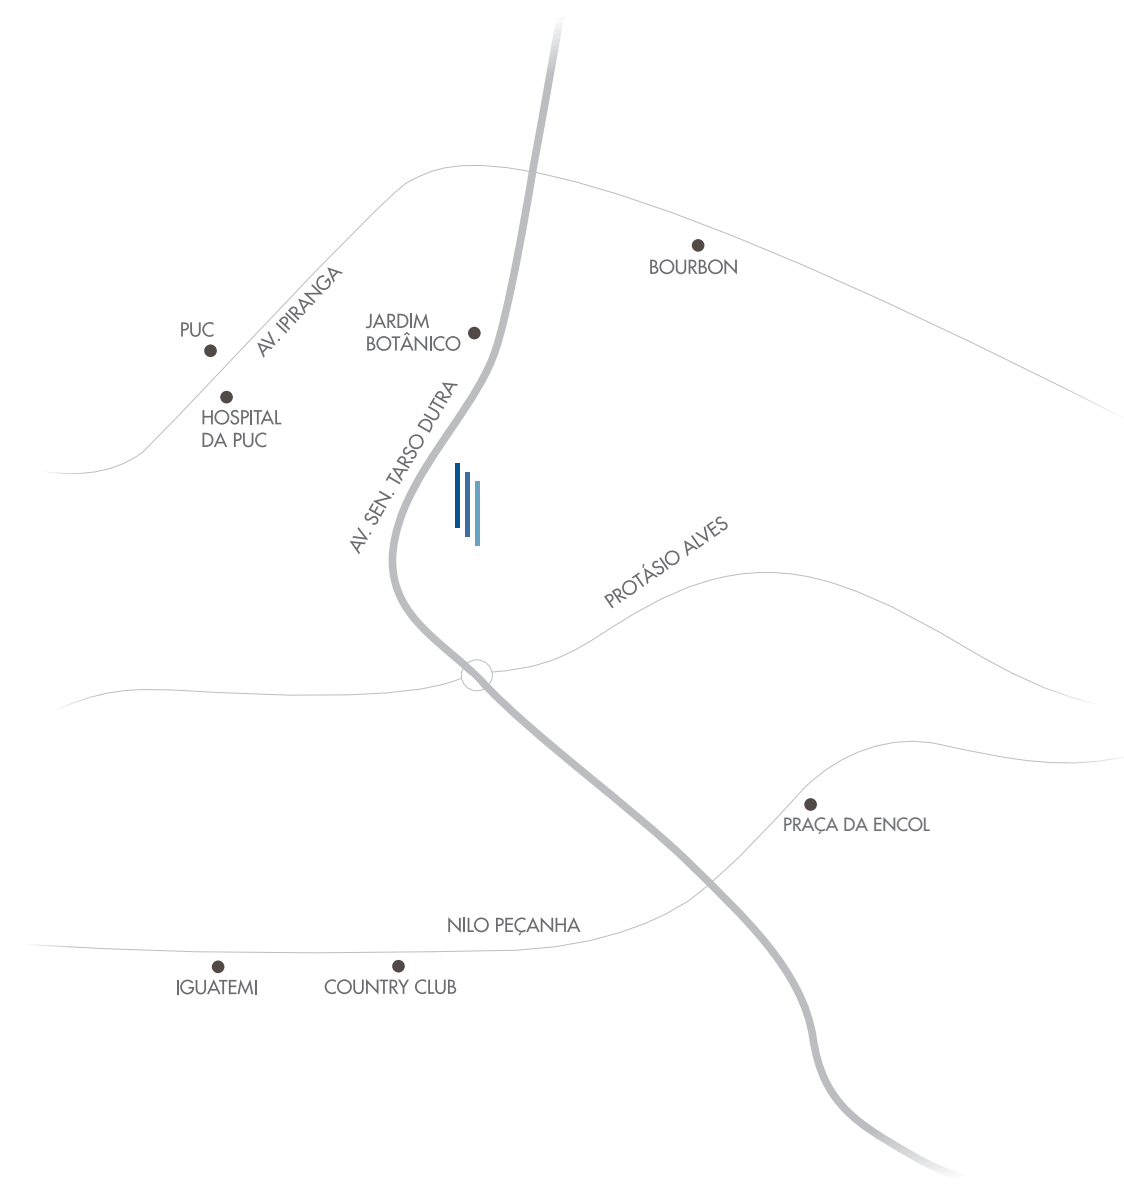 BOURBON
AV. IPIRANGA
PUC
JARDIM
BOTÂNICO
HOSPITAL
DA PUC
AV. SEN. TARSO DUTRA
PROTÁSIO ALVES
PRAÇA DA ENCOL
NILO PEÇANHA
IGUATEMI
COUNTRY CLUB